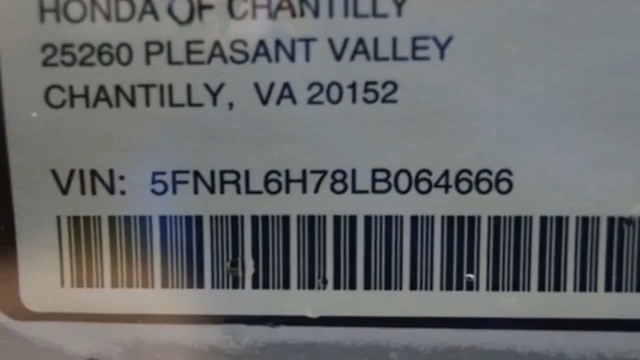 HONDA OF CHANTILLY
25260 PLEASANT VALLEY
CHANTILLY, VA 20152
VIN: 5FNRL6H78LB064666